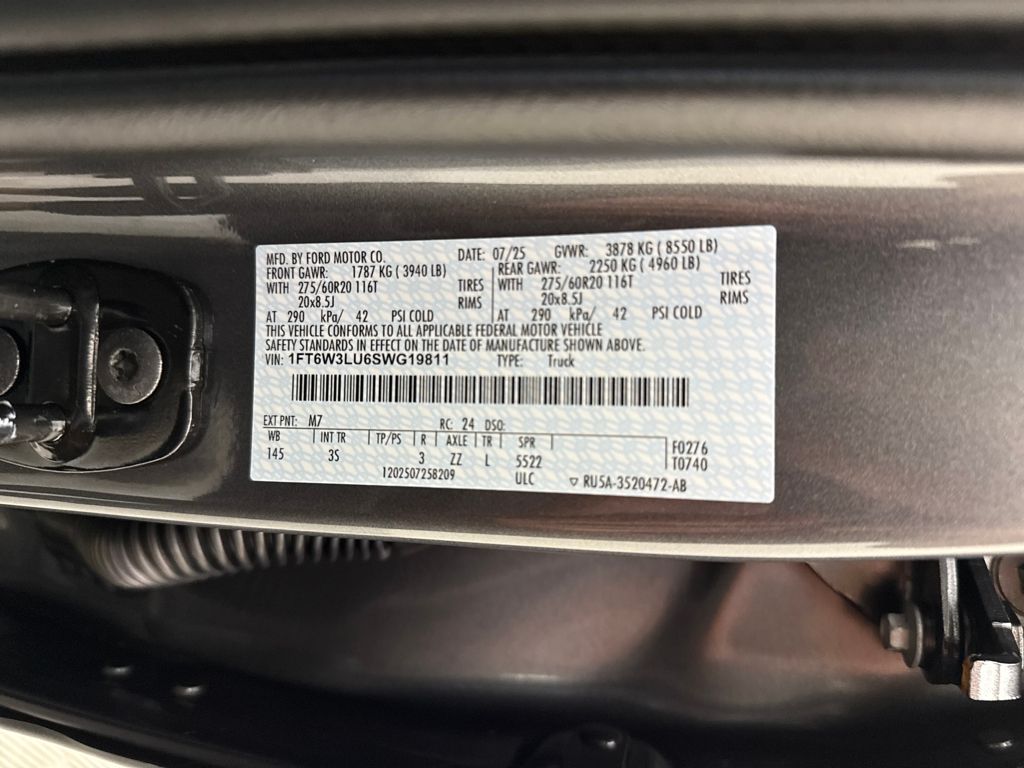 MFD. BY FORD MOTOR CO. DATE: 07/25 GVWR: 3878 KG ( 8550 LB)
FRONT GAWR: 1787 KG ( 3940 LB) REAR GAWR: 2250 KG ( 4960 LB)
WITH 275/60R20 116T TIRES WITH 275/60R20 116T TIRES
20x8.5J RIMS 20x8.5J RIMS
AT 290 kPa/ 42 PSI COLD AT 290 kPa/ 42 PSI COLD
THIS VEHICLE CONFORMS TO ALL APPLICABLE FEDERAL MOTOR VEHICLE
SAFETY STANDARDS IN EFFECT ON THE DATE OF MANUFACTURE SHOWN ABOVE.
VIN: 1FT6W3LU6SWG19811 TYPE: Truck
EXT PNT: M7 RC: 24 DSO:
WB INT TR TP/PS R AXLE TR SPR F0276
145 3S 3 ZZ L 5522 T0740
1202507258209 ULC ▽ RU5A-3520472-AB